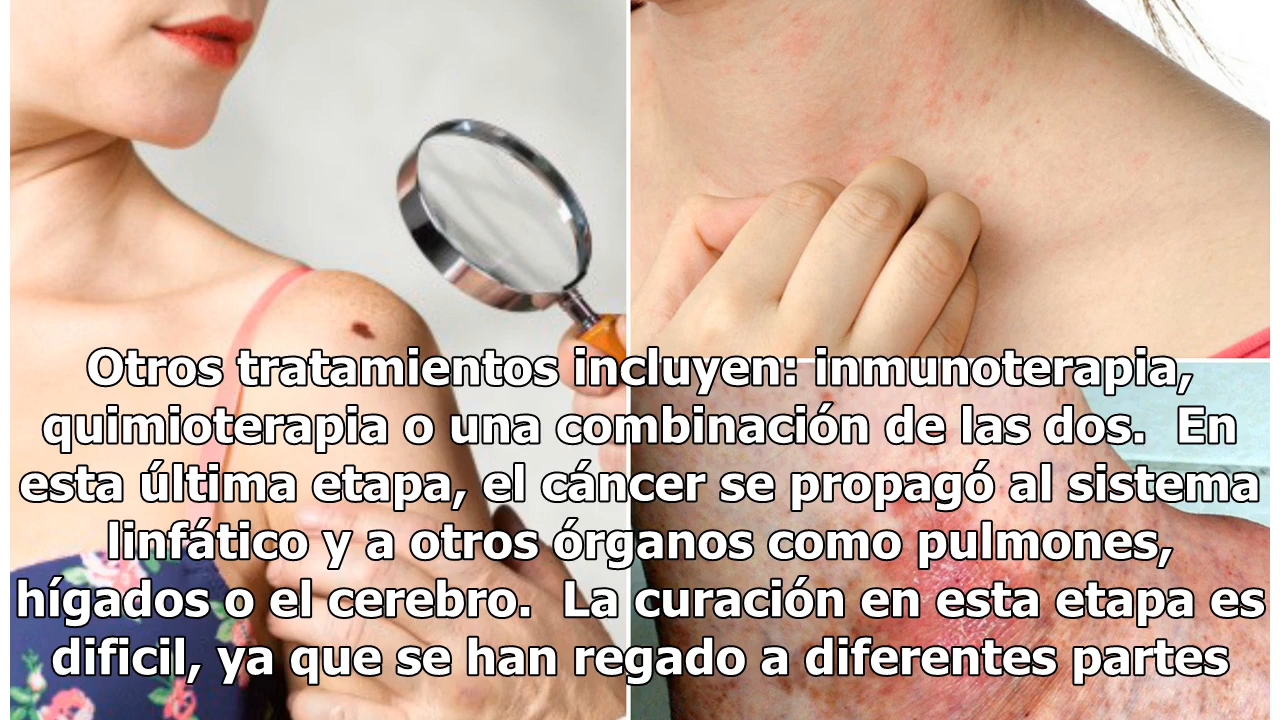 Otros tratamientos incluyen: inmunoterapia,
quimioterapia o una combinación de las dos.  En
esta última etapa, el cáncer se propagó al sistema
linfático y a otros órganos como pulmones,
hígados o el cerebro.  La curación en esta etapa es
dificil, ya que se han regado a diferentes partes